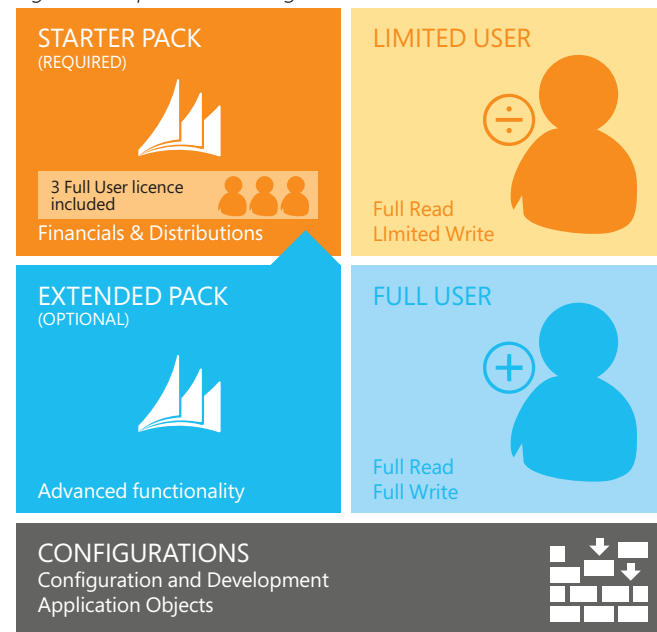 STARTER PACK
(REQUIRED)
3 Full User licence
included
Financials & Distributions
LIMITED USER
Full Read
LImited Write
EXTENDED PACK
(OPTIONAL)
Advanced functionality
FULL USER
Full Read
Full Write
CONFIGURATIONS
Configuration and Development
Application Objects